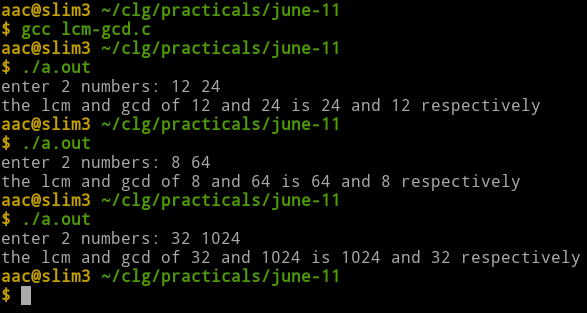 aac@slim3 ~/clg/practicals/june-11
$ gcc lcm-gcd.c
aac@slim3 ~/clg/practicals/june-11
$ ./a.out
enter 2 numbers: 12 24
the lcm and gcd of 12 and 24 is 24 and 12 respectively
aac@slim3 ~/clg/practicals/june-11
$ ./a.out
enter 2 numbers: 8 64
the lcm and gcd of 8 and 64 is 64 and 8 respectively
aac@slim3 ~/clg/practicals/june-11
$ ./a.out
enter 2 numbers: 32 1024
the lcm and gcd of 32 and 1024 is 1024 and 32 respectively
aac@slim3 ~/clg/practicals/june-11
$